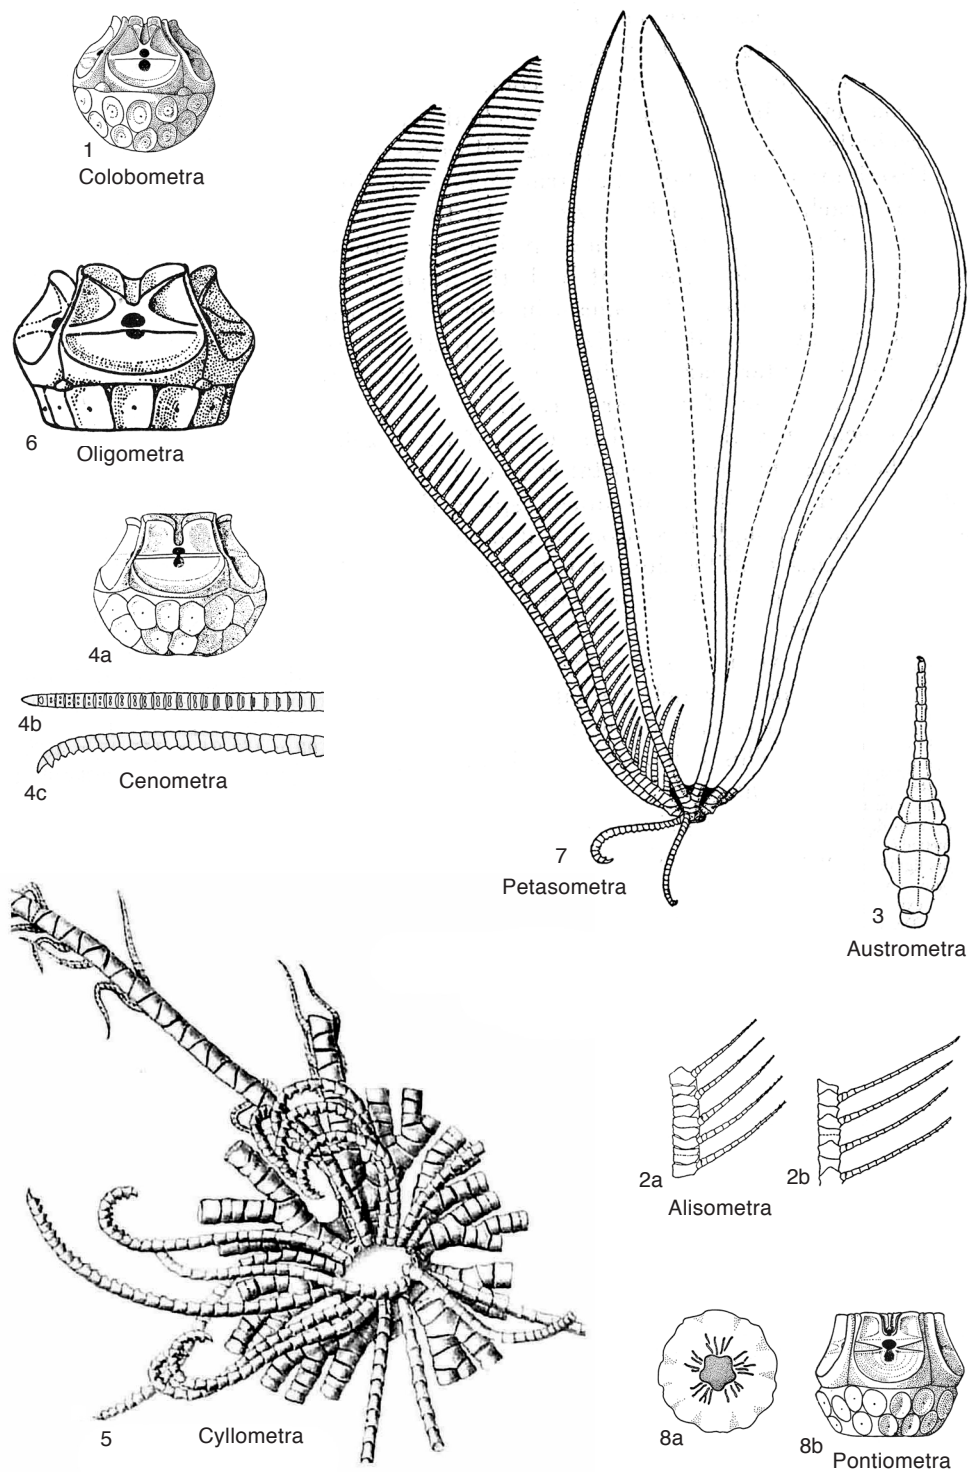 1
Colobometra
6
Oligometra
4a
4b
4c
Cenometra
7
Petasometra
3
Austrometra
5
Cyllometra
2a
2b
Alisometra
8a
8b
Pontiometra